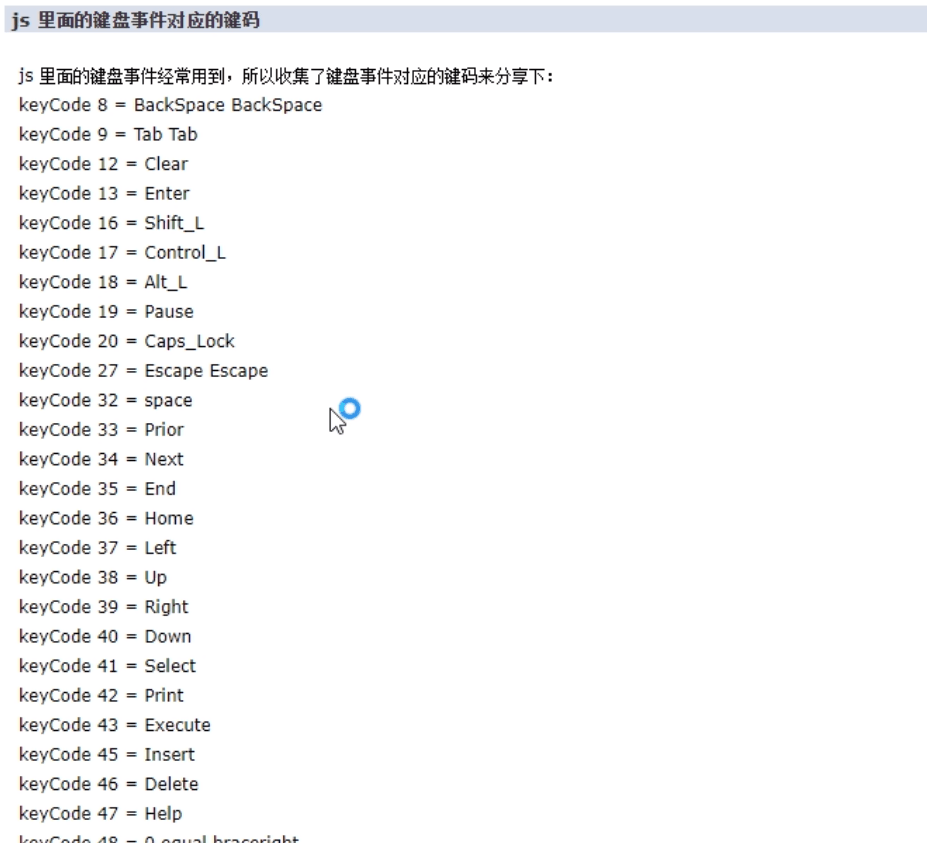 js 里面的键盘事件对应的键码
js 里面的键盘事件经常用到，所以收集了键盘事件对应的键码来分享下：
keyCode 8 = BackSpace BackSpace
keyCode 9 = Tab Tab
keyCode 12 = Clear
keyCode 13 = Enter
keyCode 16 = Shift_L
keyCode 17 = Control_L
keyCode 18 = Alt_L
keyCode 19 = Pause
keyCode 20 = Caps_Lock
keyCode 27 = Escape Escape
keyCode 32 = space
keyCode 33 = Prior
keyCode 34 = Next
keyCode 35 = End
keyCode 36 = Home
keyCode 37 = Left
keyCode 38 = Up
keyCode 39 = Right
keyCode 40 = Down
keyCode 41 = Select
keyCode 42 = Print
keyCode 43 = Execute
keyCode 45 = Insert
keyCode 46 = Delete
keyCode 47 = Help
keyCode 48 = 0 equal braceright